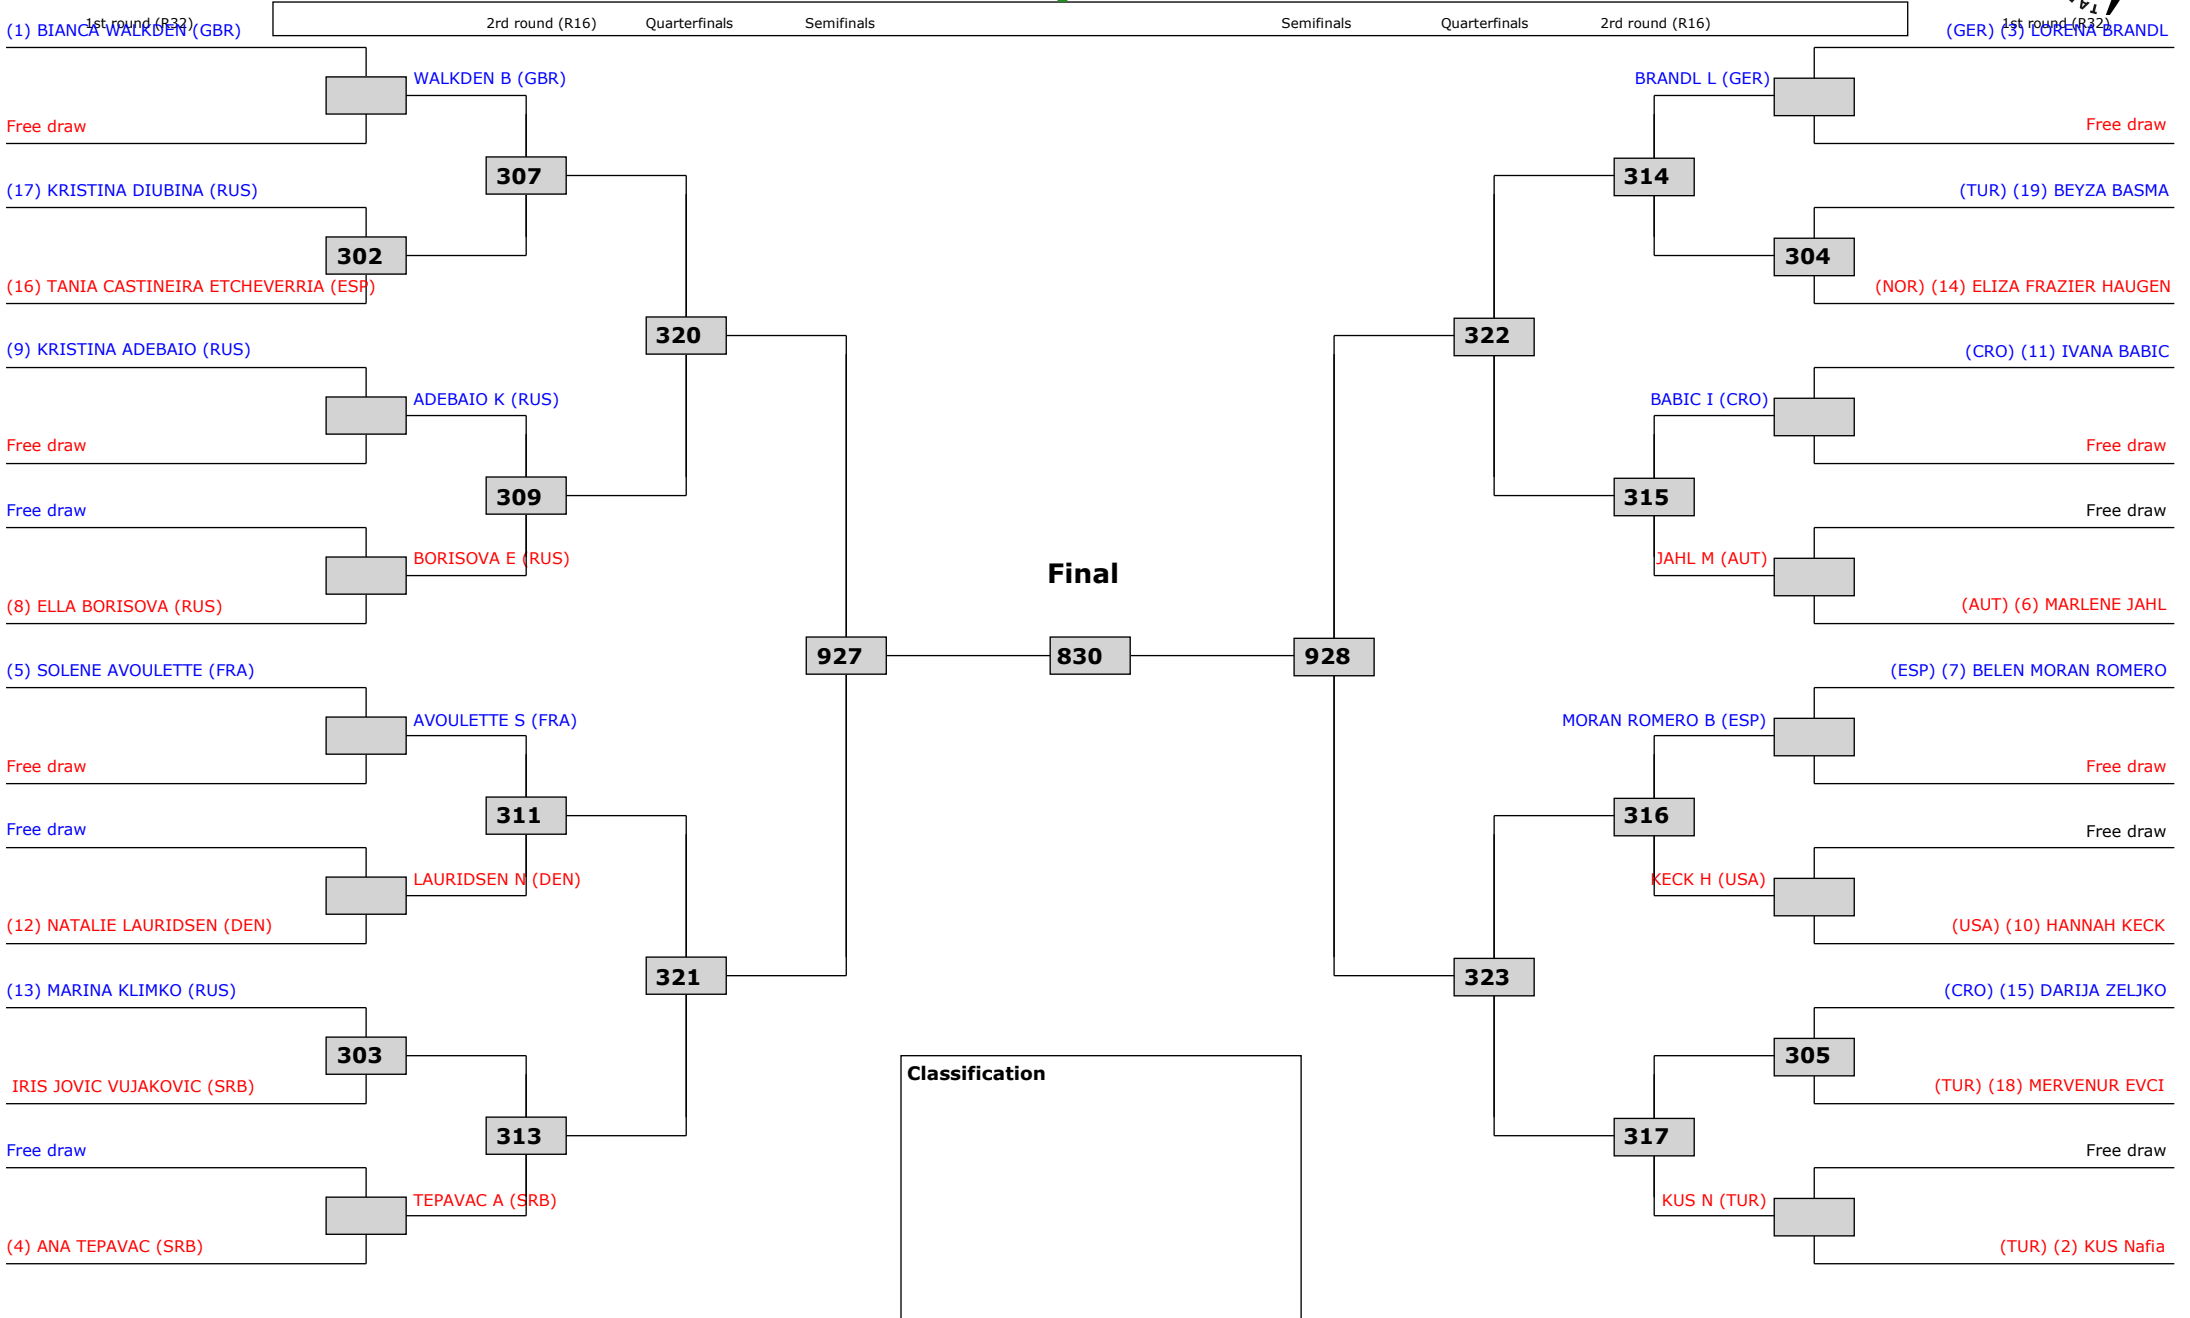 1st round (R32)
2rd round (R16)
Quarterfinals
Semifinals
Semifinals
Quarterfinals
2rd round (R16)
1st round (R32)
(1) BIANCA WALKDEN (GBR)
WALKDEN B (GBR)
Free draw
307
(17) KRISTINA DIUBINA (RUS)
302
(16) TANIA CASTINEIRA ETCHEVERRIA (ESP)
320
(9) KRISTINA ADEBAIO (RUS)
ADEBAIO K (RUS)
Free draw
309
Free draw
BORISOVA E (RUS)
(8) ELLA BORISOVA (RUS)
927
(5) SOLENE AVOULETTE (FRA)
AVOULETTE S (FRA)
Free draw
311
Free draw
LAURIDSEN N (DEN)
(12) NATALIE LAURIDSEN (DEN)
321
(13) MARINA KLIMKO (RUS)
303
IRIS JOVIC VUJAKOVIC (SRB)
313
Free draw
TEPAVAC A (SRB)
(4) ANA TEPAVAC (SRB)
Final
830
Classification
(GER) (3) LORENA BRANDL
BRANDL L (GER)
Free draw
314
(TUR) (19) BEYZA BASMA
304
(NOR) (14) ELIZA FRAZIER HAUGEN
322
(CRO) (11) IVANA BABIC
BABIC I (CRO)
Free draw
315
Free draw
JAHL M (AUT)
(AUT) (6) MARLENE JAHL
928
(ESP) (7) BELEN MORAN ROMERO
MORAN ROMERO B (ESP)
Free draw
316
Free draw
KECK H (USA)
(USA) (10) HANNAH KECK
323
(CRO) (15) DARIJA ZELJKO
305
(TUR) (18) MERVENUR EVCI
317
Free draw
KUS N (TUR)
(TUR) (2) KUS Nafia